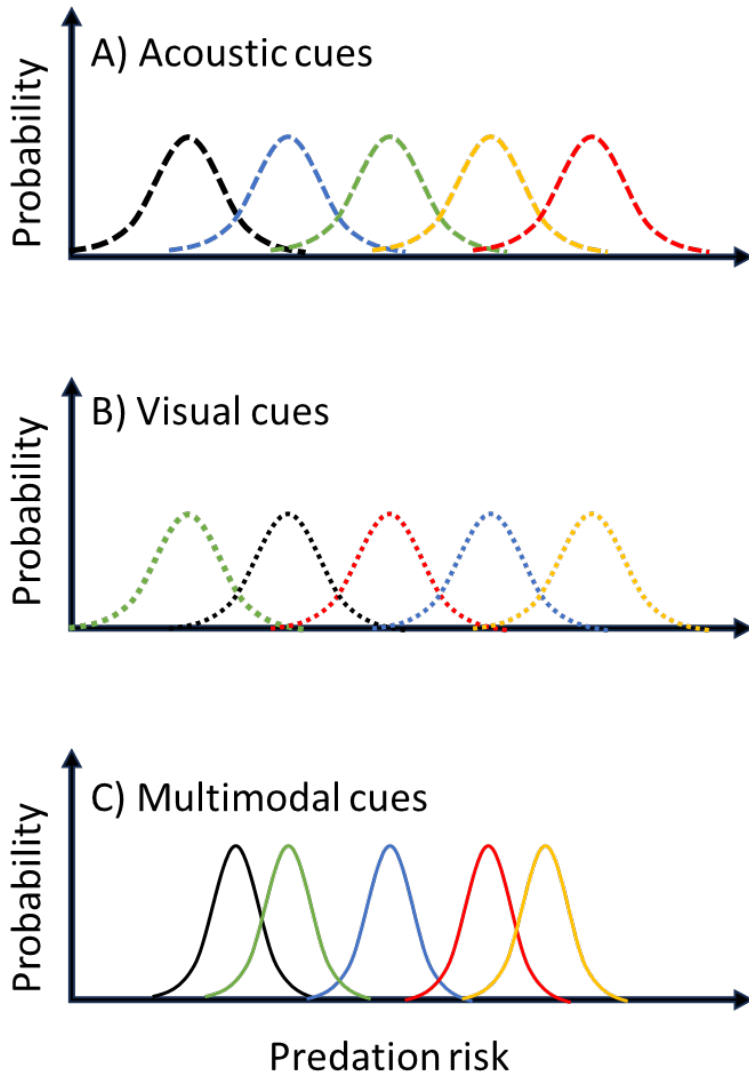 A) Acoustic cues
Probability
B) Visual cues
Probability
C) Multimodal cues
Probability
Predation risk